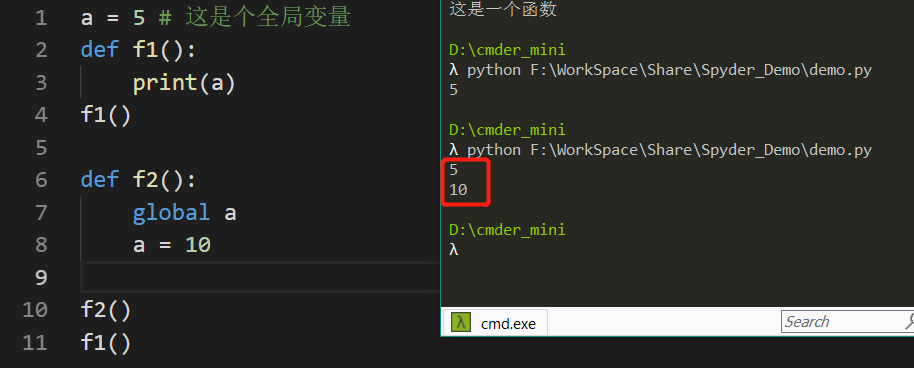 1 a = 5 # 这是个全局变量
2 def f1():
3 print(a)
4 f1()
5
6 def f2():
7 global a
8 a = 10
9
10 f2()
11 f1()
这是一个函数
D:\cmder_mini
λ python F:\WorkSpace\Share\Spyder_Demo\demo.py
5
D:\cmder_mini
λ python F:\WorkSpace\Share\Spyder_Demo\demo.py
5
10
D:\cmder_mini
λ
λ cmd.exe
Search